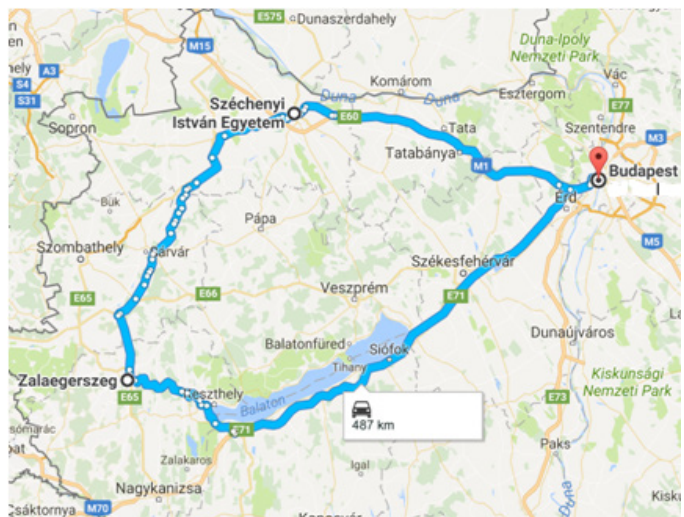 E575
Dunaszerdahely
M15
Duna-Ipoly
Nemzeti Park
A3
S4
S31
Komárom
Esztergom
Vác
E77
Sopron
Széchenyi
István Egyetem
Duna
Duna
E60
Tata
Szentendre
M3
Tatabánya
M1
Budapest
Érd
M5
Bük
Pápa
Szombathely
Sárvár
Székesfehérvár
E65
E66
Veszprém
E71
Balatonfüred
Tihany
Siófok
Dunaújváros
Zalaegerszeg
E65
Keszthely
Balaton
Kiskunsági
Nemzeti Park
487 km
E71
E73
Zalakaros
Igal
Paks
Duna
Nagykanizsa
M70
Csáktornya